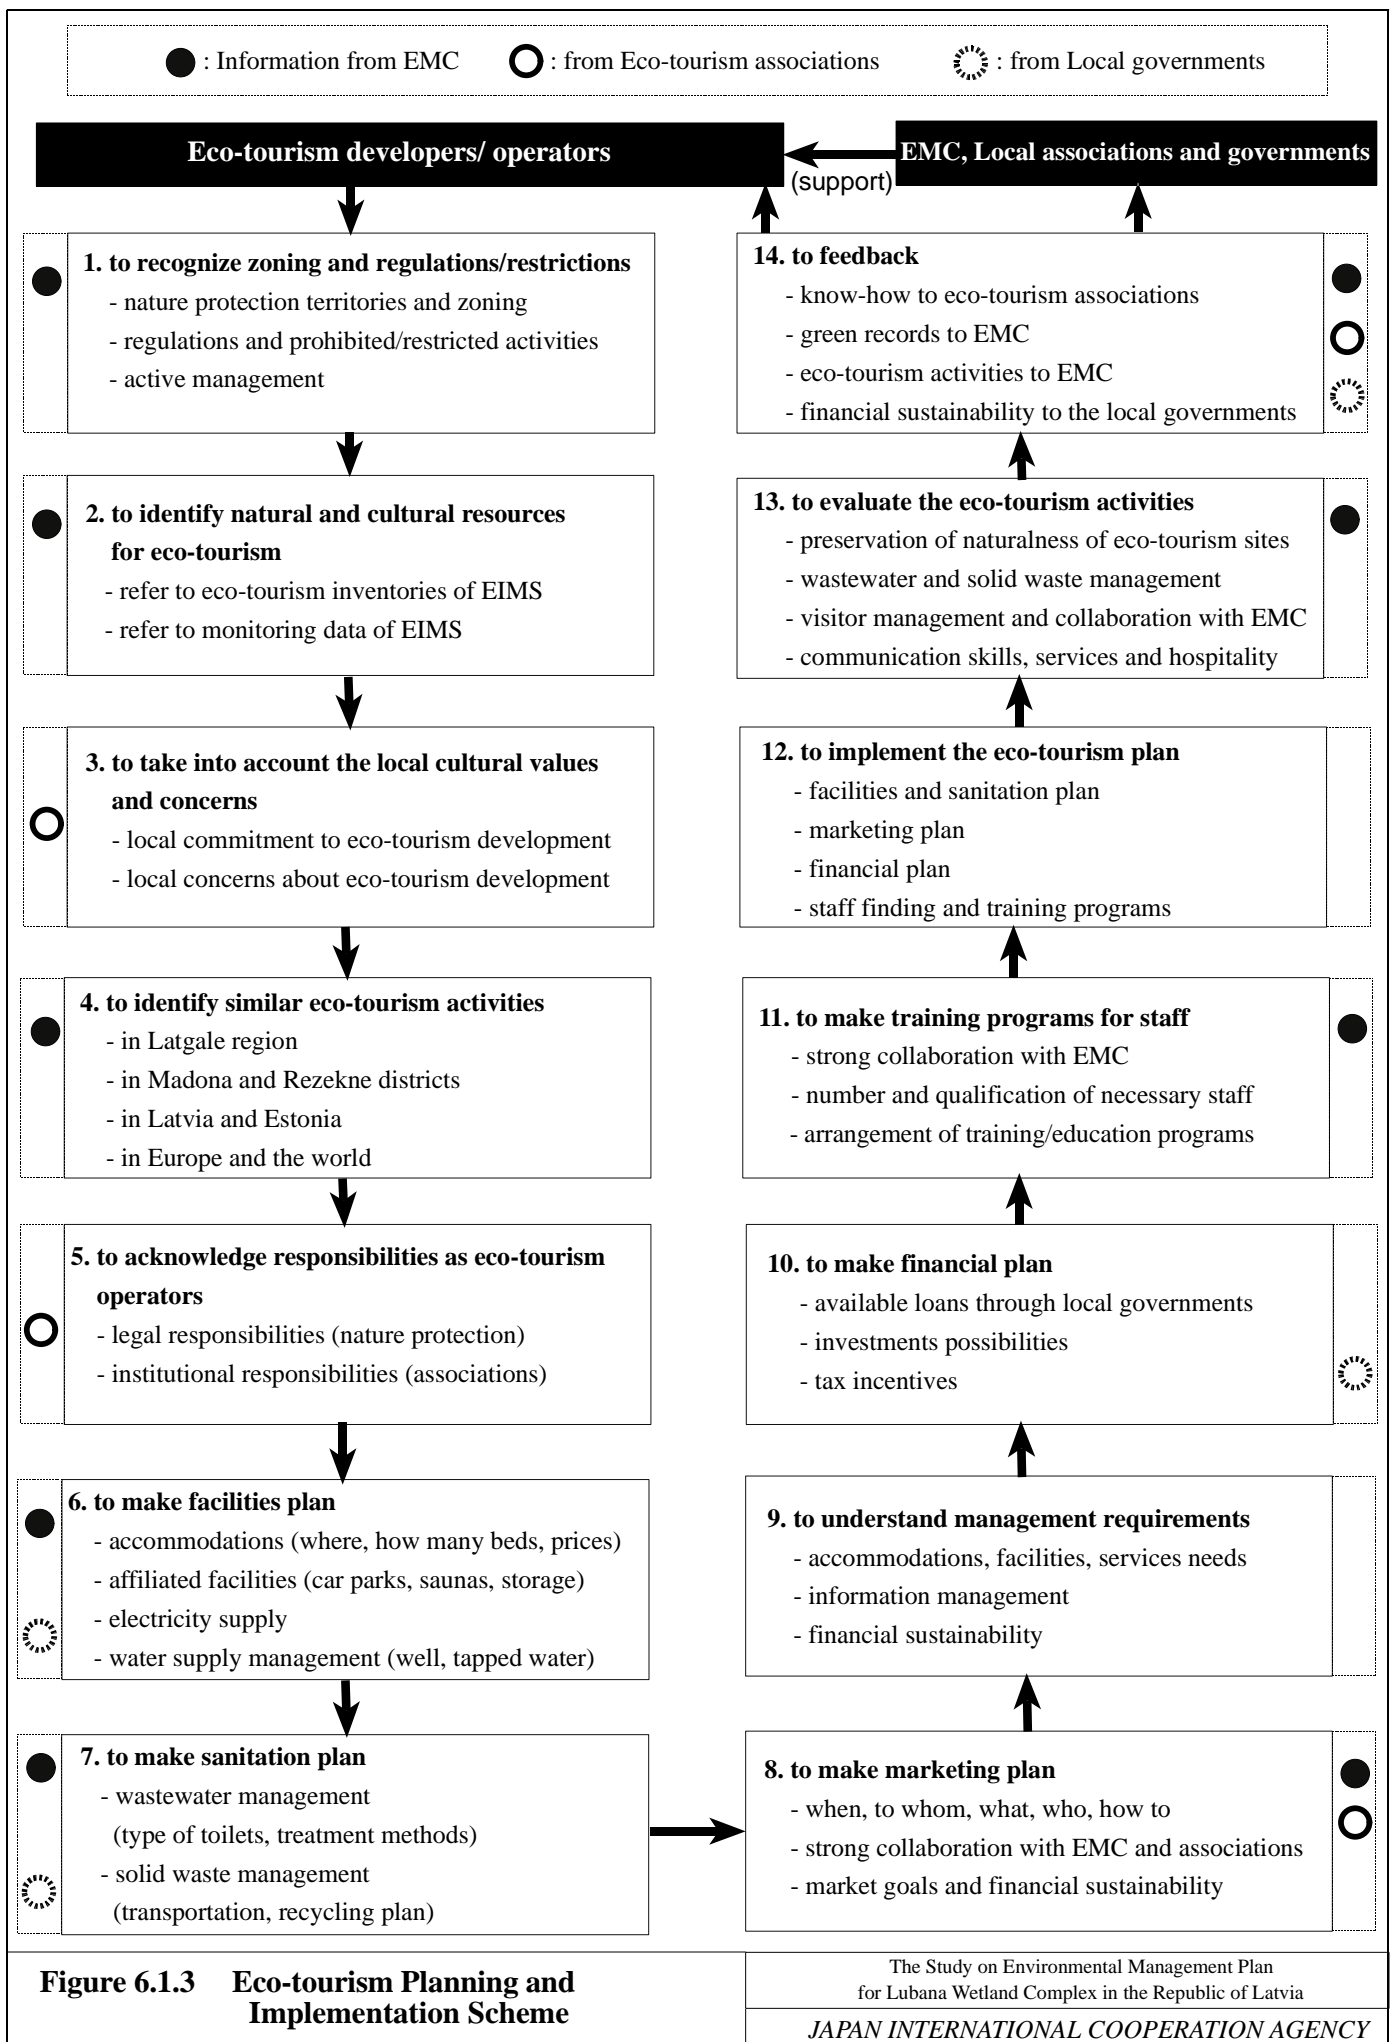 : Information from EMC
: from Eco-tourism associations
: from Local governments
Eco-tourism developers/ operators
(support)
EMC, Local associations and governments
1. to recognize zoning and regulations/restrictions
- nature protection territories and zoning
- regulations and prohibited/restricted activities
- active management
2. to identify natural and cultural resources
for eco-tourism
- refer to eco-tourism inventories of EIMS
- refer to monitoring data of EIMS
3. to take into account the local cultural values
and concerns
- local commitment to eco-tourism development
- local concerns about eco-tourism development
4. to identify similar eco-tourism activities
- in Latgale region
- in Madona and Rezekne districts
- in Latvia and Estonia
- in Europe and the world
5. to acknowledge responsibilities as eco-tourism
operators
- legal responsibilities (nature protection)
- institutional responsibilities (associations)
6. to make facilities plan
- accommodations (where, how many beds, prices)
- affiliated facilities (car parks, saunas, storage)
- electricity supply
- water supply management (well, tapped water)
7. to make sanitation plan
- wastewater management
(type of toilets, treatment methods)
- solid waste management
(transportation, recycling plan)
8. to make marketing plan
- when, to whom, what, who, how to
- strong collaboration with EMC and associations
- market goals and financial sustainability
9. to understand management requirements
- accommodations, facilities, services needs
- information management
- financial sustainability
10. to make financial plan
- available loans through local governments
- investments possibilities
- tax incentives
11. to make training programs for staff
- strong collaboration with EMC
- number and qualification of necessary staff
- arrangement of training/education programs
12. to implement the eco-tourism plan
- facilities and sanitation plan
- marketing plan
- financial plan
- staff finding and training programs
13. to evaluate the eco-tourism activities
- preservation of naturalness of eco-tourism sites
- wastewater and solid waste management
- visitor management and collaboration with EMC
- communication skills, services and hospitality
14. to feedback
- know-how to eco-tourism associations
- green records to EMC
- eco-tourism activities to EMC
- financial sustainability to the local governments
Figure 6.1.3 Eco-tourism Planning and
Implementation Scheme
The Study on Environmental Management Plan
for Lubana Wetland Complex in the Republic of Latvia
JAPAN INTERNATIONAL COOPERATION AGENCY